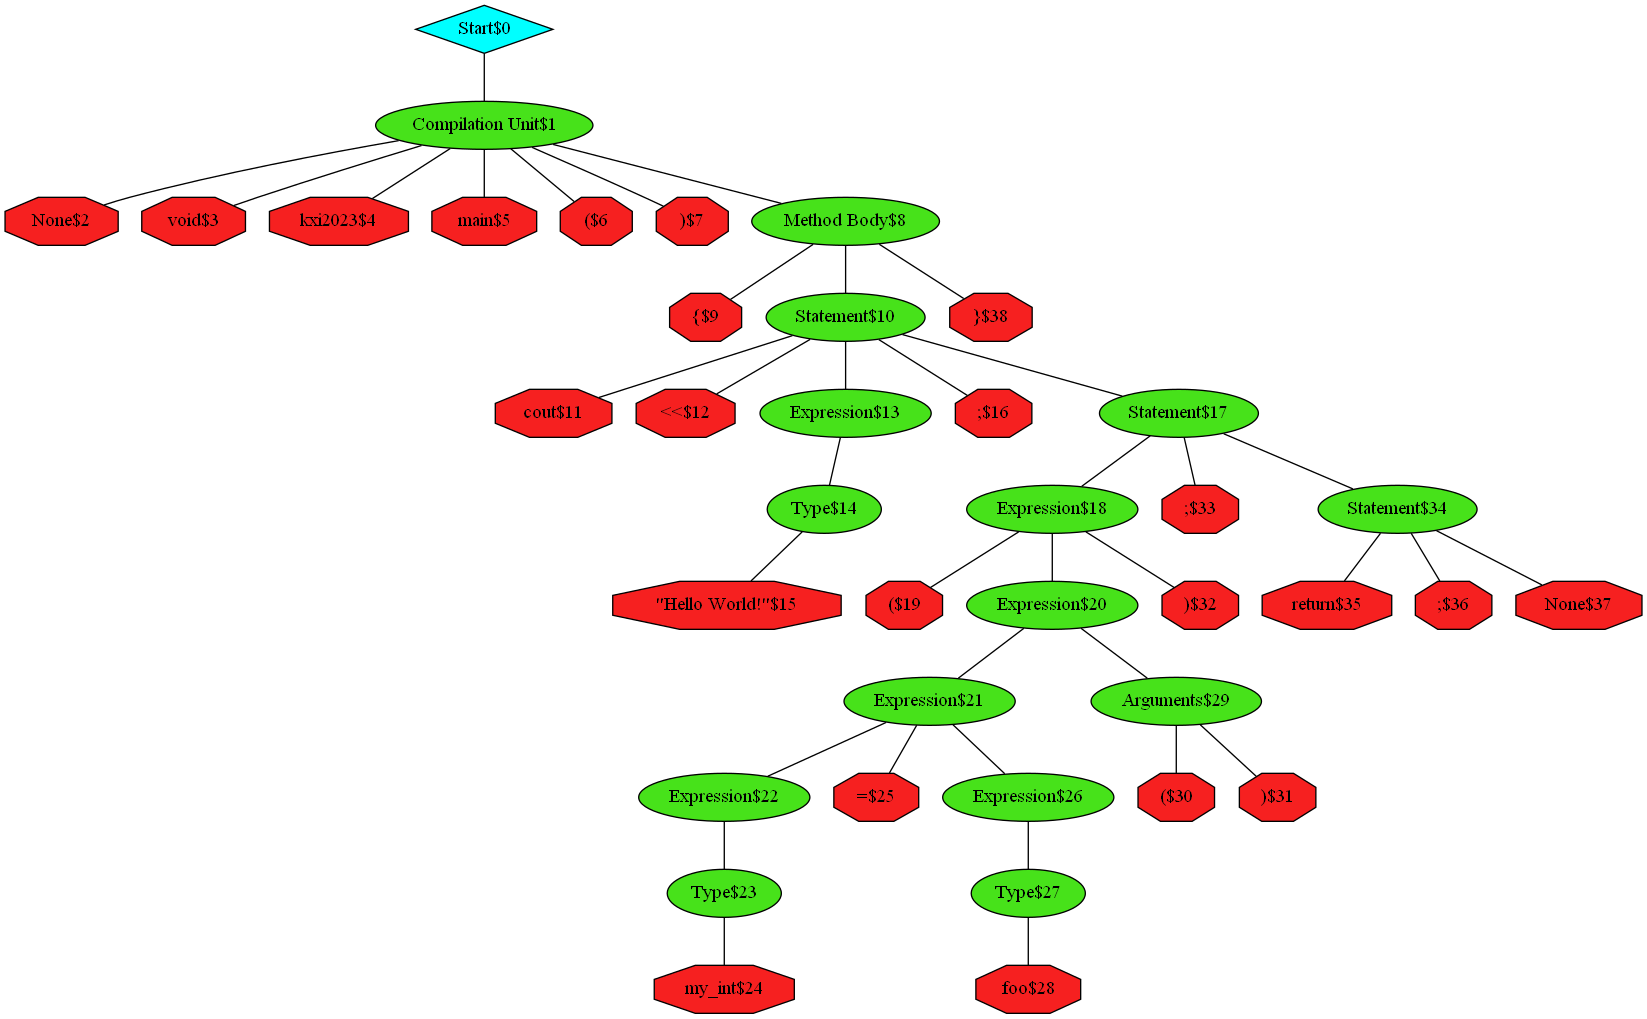 Start$0
Compilation Unit$1
None$2 void$3 kxi2023$4 main$5 ($6 )$7 Method Body$8
{$9 Statement$10 }$38
cout$11 <<$12 Expression$13 ;$16 Statement$17
Type$14 Expression$18 ;$33 Statement$34
"Hello World!"$15 ($19 Expression$20 )$32 return$35 ;$36 None$37
Expression$21 Arguments$29
Expression$22 =$25 Expression$26 ($30 )$31
Type$23 Type$27
my_int$24 foo$28